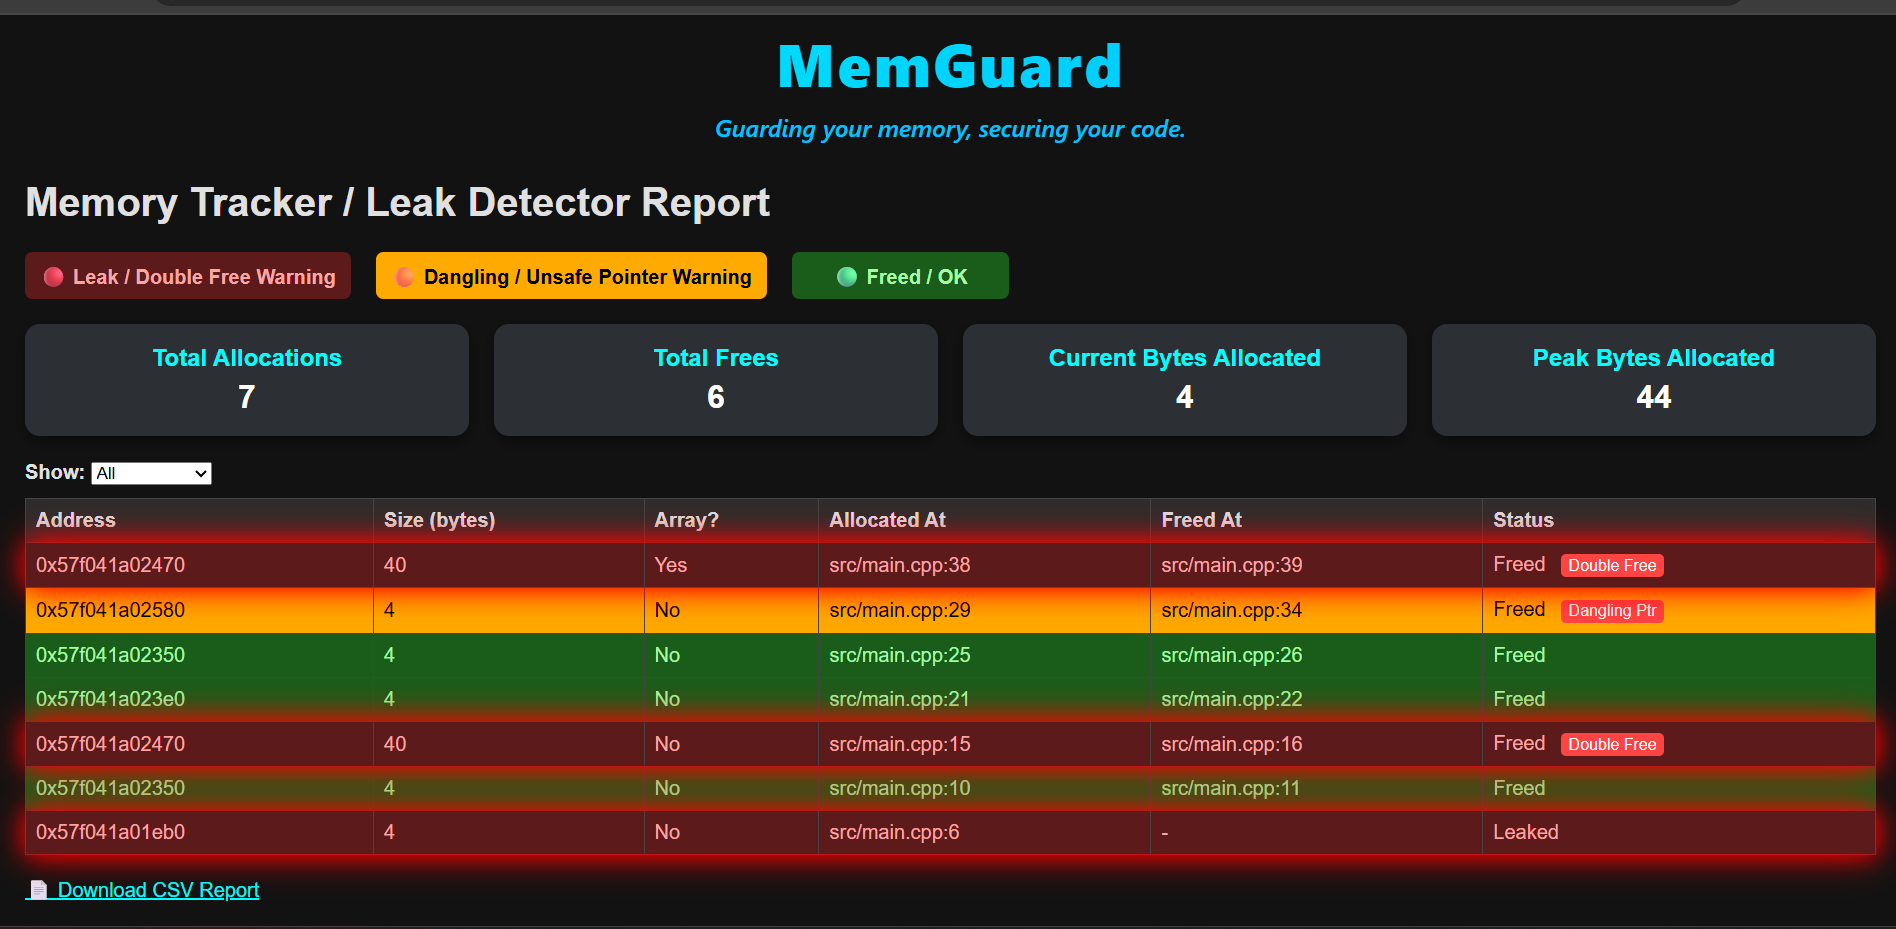 MemGuard
Guarding your memory, securing your code.
Memory Tracker / Leak Detector Report
Leak / Double Free Warning Dangling / Unsafe Pointer Warning Freed / OK
Total Allocations Total Frees Current Bytes Allocated Peak Bytes Allocated
7 6 4 44
Show: All
Address Size (bytes) Array? Allocated At Freed At Status
0x57f041a02470 40 Yes src/main.cpp:38 src/main.cpp:39 Freed Double Free
0x57f041a02580 4 No src/main.cpp:29 src/main.cpp:34 Freed Dangling Ptr
0x57f041a02350 4 No src/main.cpp:25 src/main.cpp:26 Freed
0x57f041a023e0 4 No src/main.cpp:21 src/main.cpp:22 Freed
0x57f041a02470 40 No src/main.cpp:15 src/main.cpp:16 Freed Double Free
0x57f041a02350 4 No src/main.cpp:10 src/main.cpp:11 Freed
0x57f041a01eb0 4 No src/main.cpp:6 - Leaked
Download CSV Report